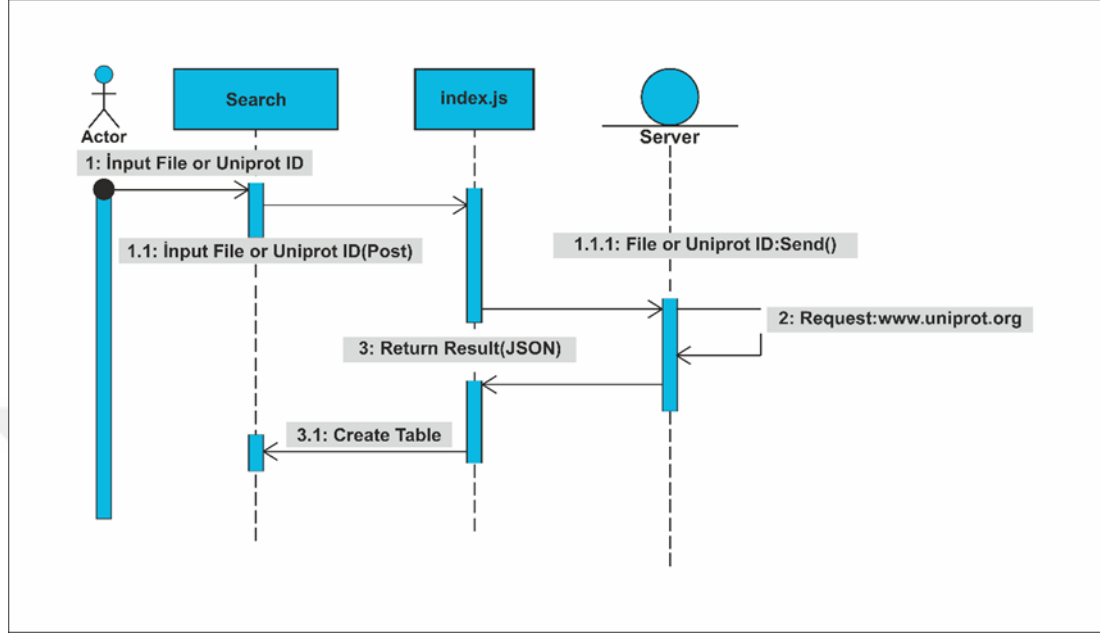 Search
index.js
Actor
Server
1: İnput File or Uniprot ID
1.1: İnput File or Uniprot ID(Post)
1.1.1: File or Uniprot ID:Send()
2: Request:www.uniprot.org
3: Return Result(JSON)
3.1: Create Table